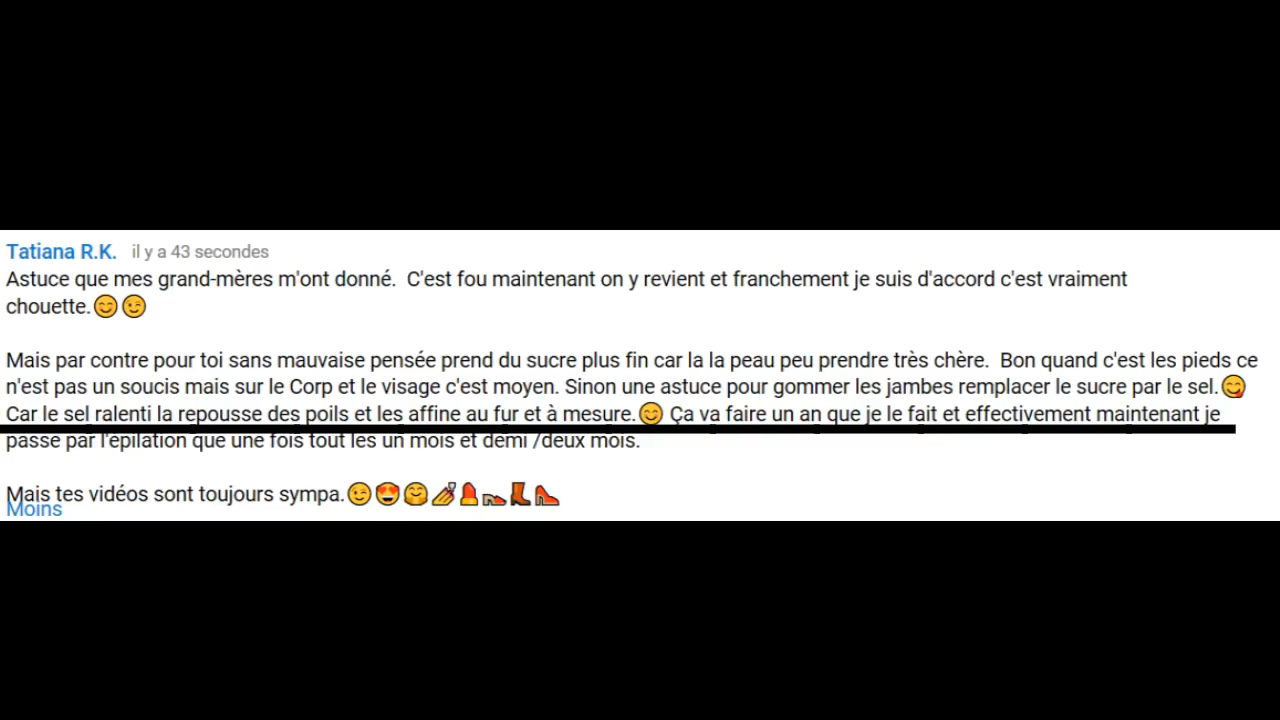 Tatiana R.K. il y a 43 secondes
Astuce que mes grand-mères m'ont donné. C'est fou maintenant on y revient et franchement je suis d'accord c'est vraiment
chouette.😊😉
Mais par contre pour toi sans mauvaise pensée prend du sucre plus fin car la la peau peu prendre très chère. Bon quand c'est les pieds ce
n'est pas un soucis mais sur le Corp et le visage c'est moyen. Sinon une astuce pour gommer les jambes remplacer le sucre par le sel.😋
Car le sel ralenti la repousse des poils et les affine au fur et à mesure.😊 Ça va faire un an que je le fait et effectivement maintenant je
passe par l'épilation que une fois tout les un mois et demi /deux mois.
Mais tes vidéos sont toujours sympa.😉😍🤗💅💄👡👢👠
Moins